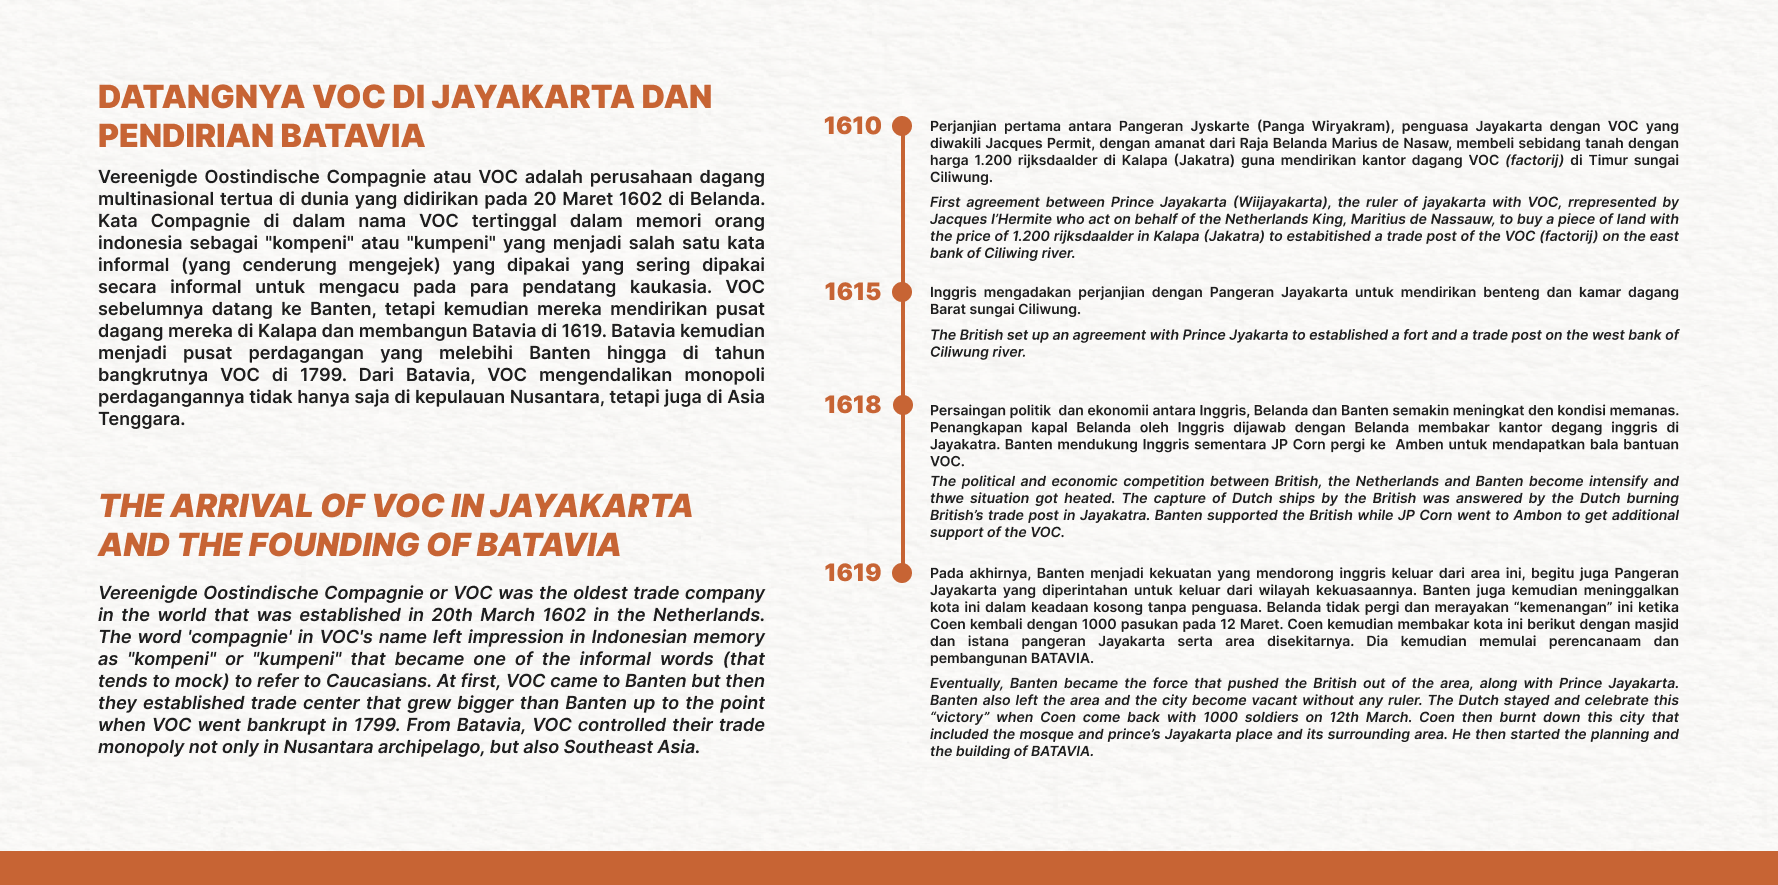 DATANGNYA VOC DI JAYAKARTA DAN
PENDIRIAN BATAVIA
Vereenigde Oostindische Compagnie atau VOC adalah perusahaan dagang
multinasional tertua di dunia yang didirikan pada 20 Maret 1602 di Belanda.
Kata Compagnie di dalam nama VOC tertinggal dalam memori orang
indonesia sebagai "kompeni" atau "kumpeni" yang menjadi salah satu kata
informal (yang cenderung mengejek) yang dipakai yang sering dipakai
secara informal untuk mengacu pada para pendatang kaukasia. VOC
sebelumnya datang ke Banten, tetapi kemudian mereka mendirikan pusat
dagang mereka di Kalapa dan membangun Batavia di 1619. Batavia kemudian
menjadi pusat perdagangan yang melebihi Banten hingga di tahun
bangkrutnya VOC di 1799. Dari Batavia, VOC mengendalikan monopoli
perdagangannya tidak hanya saja di kepulauan Nusantara, tetapi juga di Asia
Tenggara.
THE ARRIVAL OF VOC IN JAYAKARTA
AND THE FOUNDING OF BATAVIA
Vereenigde Oostindische Compagnie or VOC was the oldest trade company
in the world that was established in 20th March 1602 in the Netherlands.
The word 'compagnie' in VOC's name left impression in Indonesian memory
as "kompeni" or "kumpeni" that became one of the informal words (that
tends to mock) to refer to Caucasians. At first, VOC came to Banten but then
they established trade center that grew bigger than Banten up to the point
when VOC went bankrupt in 1799. From Batavia, VOC controlled their trade
monopoly not only in Nusantara archipelago, but also Southeast Asia.
1610
Perjanjian pertama antara Pangeran Jyskarte (Panga Wiryakram), penguasa Jayakarta dengan VOC yang
diwakili Jacques Permit, dengan amanat dari Raja Belanda Marius de Nasaw, membeli sebidang tanah dengan
harga 1.200 rijksdaalder di Kalapa (Jakatra) guna mendirikan kantor dagang VOC (factorij) di Timur sungai
Ciliwung.
First agreement between Prince Jayakarta (Wiijayakarta), the ruler of jayakarta with VOC, rrepresented by
Jacques l'Hermite who act on behalf of the Netherlands King, Maritius de Nassauw, to buy a piece of land with
the price of 1.200 rijksdaalder in Kalapa (Jakatra) to estabitished a trade post of the VOC (factorij) on the east
bank of Ciliwing river.
1615
Inggris mengadakan perjanjian dengan Pangeran Jayakarta untuk mendirikan benteng dan kamar dagang
Barat sungai Ciliwung.
The British set up an agreement with Prince Jyakarta to established a fort and a trade post on the west bank of
Ciliwung river.
1618
Persaingan politik dan ekonomii antara Inggris, Belanda dan Banten semakin meningkat den kondisi memanas.
Penangkapan kapal Belanda oleh Inggris dijawab dengan Belanda membakar kantor degang inggris di
Jayakatra. Banten mendukung Inggris sementara JP Corn pergi ke Amben untuk mendapatkan bala bantuan
VOC.
The political and economic competition between British, the Netherlands and Banten become intensify and
thwe situation got heated. The capture of Dutch ships by the British was answered by the Dutch burning
British's trade post in Jayakatra. Banten supported the British while JP Corn went to Ambon to get additional
support of the VOC.
1619
Pada akhirnya, Banten menjadi kekuatan yang mendorong inggris keluar dari area ini, begitu juga Pangeran
Jayakarta yang diperintahan untuk keluar dari wilayah kekuasaannya. Banten juga kemudian meninggalkan
kota ini dalam keadaan kosong tanpa penguasa. Belanda tidak pergi dan merayakan “kemenangan” ini ketika
Coen kembali dengan 1000 pasukan pada 12 Maret. Coen kemudian membakar kota ini berikut dengan masjid
dan istana pangeran Jayakarta serta area disekitarnya. Dia kemudian memulai perencanaam dan
pembangunan BATAVIA.
Eventually, Banten became the force that pushed the British out of the area, along with Prince Jayakarta.
Banten also left the area and the city become vacant without any ruler. The Dutch stayed and celebrate this
“victory” when Coen come back with 1000 soldiers on 12th March. Coen then burnt down this city that
included the mosque and prince's Jayakarta place and its surrounding area. He then started the planning and
the building of BATAVIA.